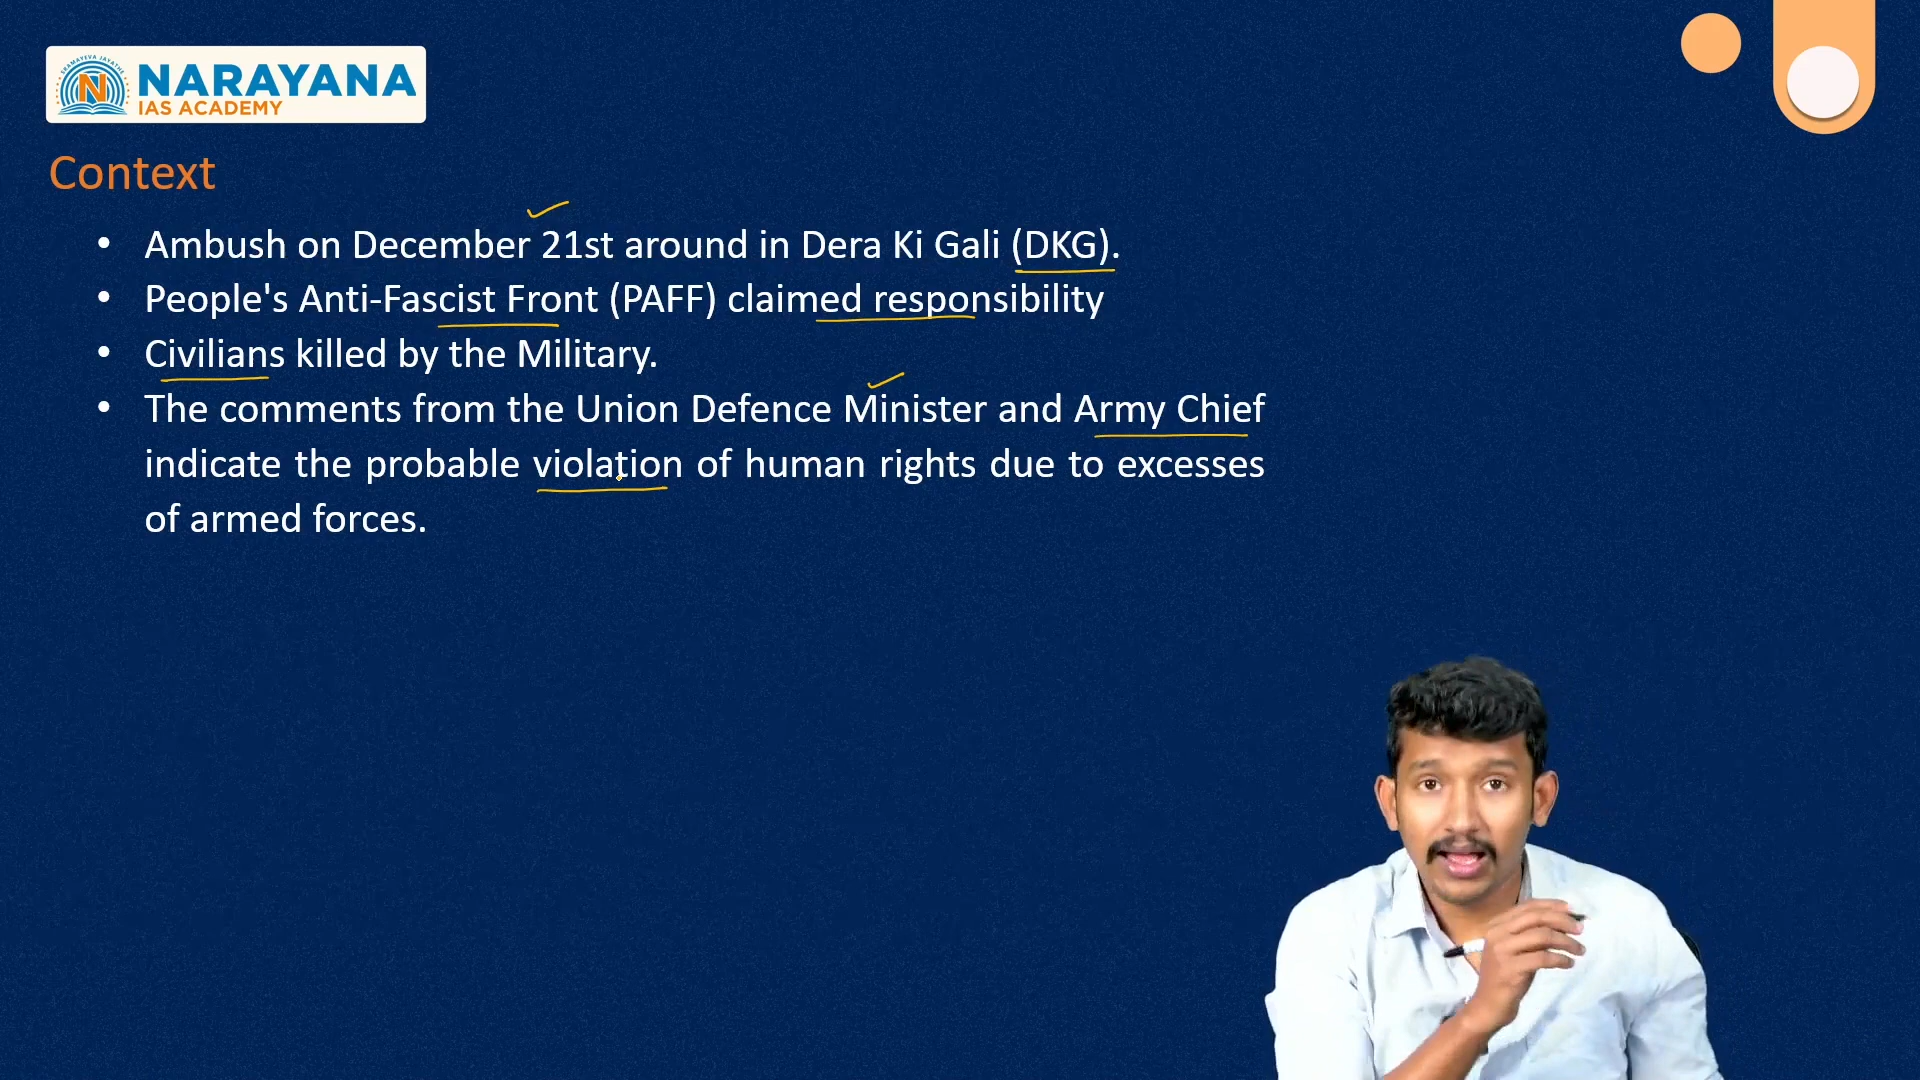 SRAMAYEVA JAYATHE
N NARAYANA
IAS ACADEMY
Context
• Ambush on December 21st around in Dera Ki Gali (DKG).
• People's Anti-Fascist Front (PAFF) claimed responsibility
• Civilians killed by the Military.
• The comments from the Union Defence Minister and Army Chief
indicate the probable violation of human rights due to excesses
of armed forces.